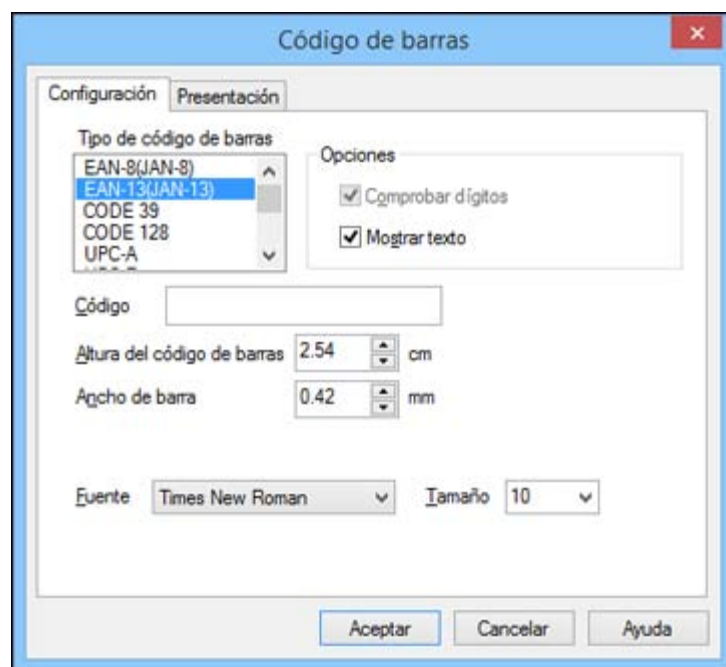 Código de barras
Configuración
Presentación
Tipo de código de barras
EAN-8(JAN-8)
EAN-13(JAN-13)
CODE 39
CODE 128
UPC-A
Opciones
Comprobar dígitos
Mostrar texto
Código
Altura del código de barras 2.54 cm
Ancho de barra 0.42 mm
Fuente Times New Roman Tamaño 10
Aceptar Cancelar Ayuda